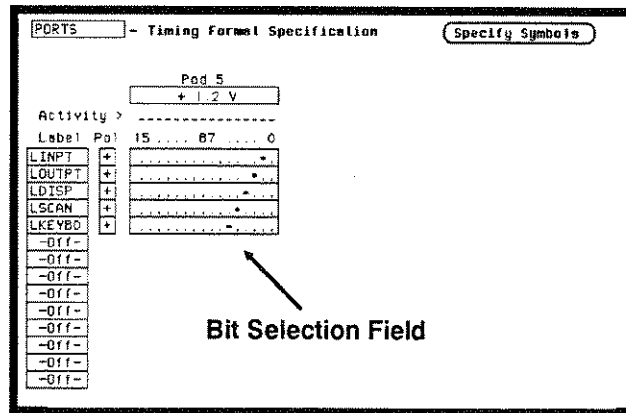 PORTS - Timing Format Specification Specify Symbols
Pod 5
+ 1.2 V
Activity > ----------------
Label Pol 15 .... 87 .... 0
LINPT + ..............*.
LOUTPT + .............*..
LDISP + ............*...
LSCAN + ...........*....
LKEYBD + ..........*.....
-Off-
-Off-
-Off-
-Off-
-Off-
-Off-
-Off-
-Off-
-Off-
Bit Selection Field